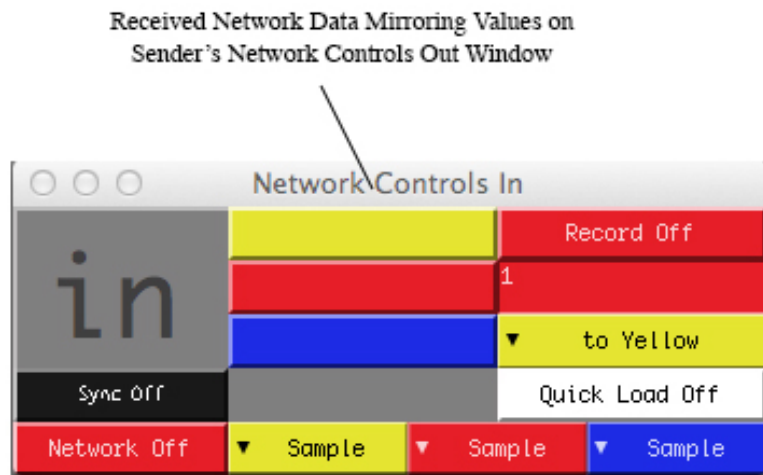 Received Network Data Mirroring Values on
Sender's Network Controls Out Window
Network Controls In
in
Record Off
1
▼ to Yellow
Sync Off
Quick Load Off
Network Off
▼ Sample
▼ Sample
▼ Sample